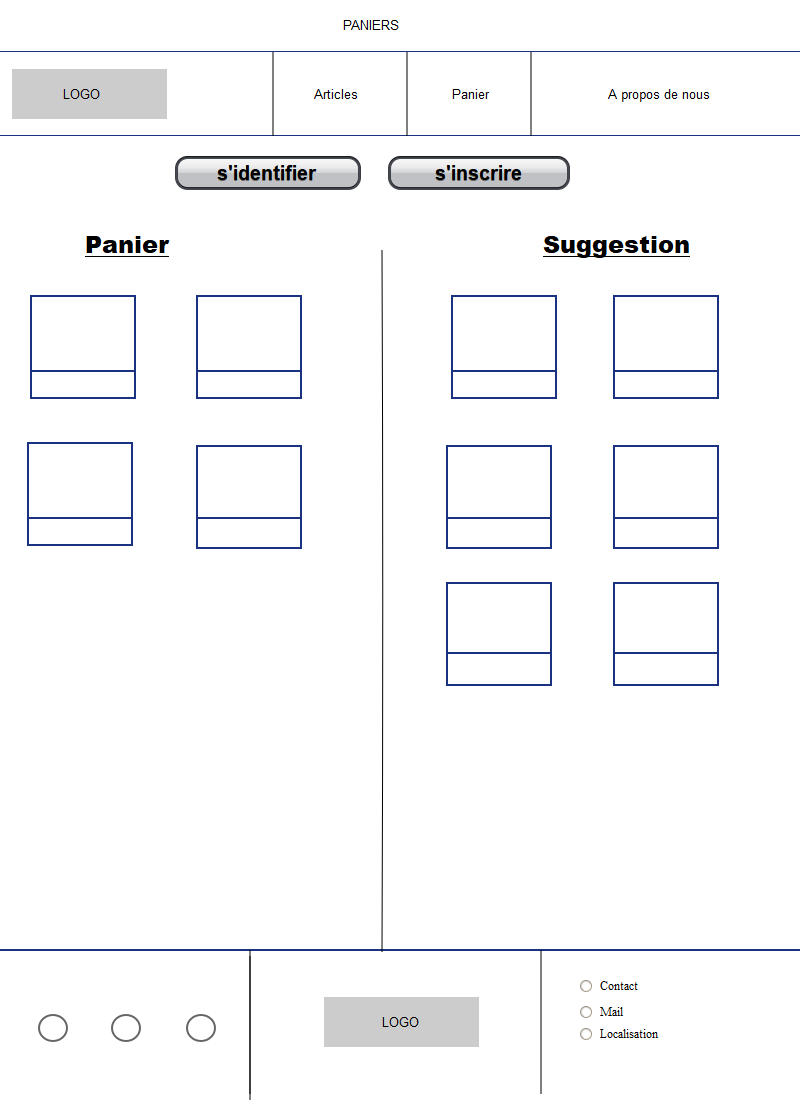 PANIERS
LOGO Articles Panier A propos de nous
s'identifier s'inscrire
Panier Suggestion
LOGO
Contact
Mail
Localisation